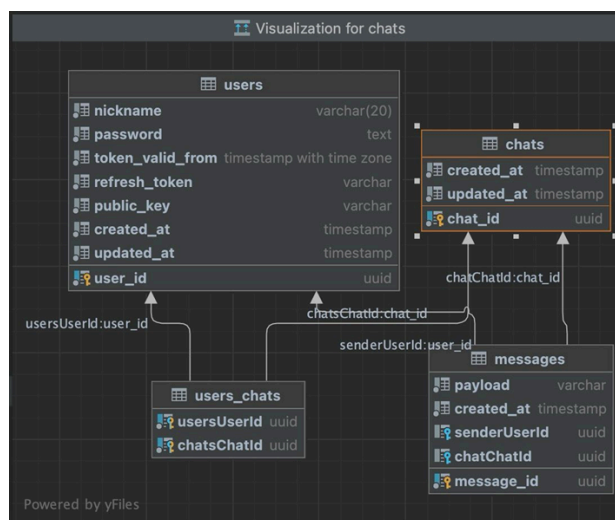 Visualization for chats
users
nickname varchar(20)
password text
token_valid_from timestamp with time zone
refresh_token varchar
public_key varchar
created_at timestamp
updated_at timestamp
user_id uuid
chats
created_at timestamp
updated_at timestamp
chat_id uuid
chatChatId:chat_id
usersUserId:user_id
chatsChatId:chat_id
senderUserId:user_id
users_chats
usersUserId uuid
chatsChatId uuid
messages
payload varchar
created_at timestamp
senderUserId uuid
chatChatId uuid
message_id uuid
Powered by yFiles